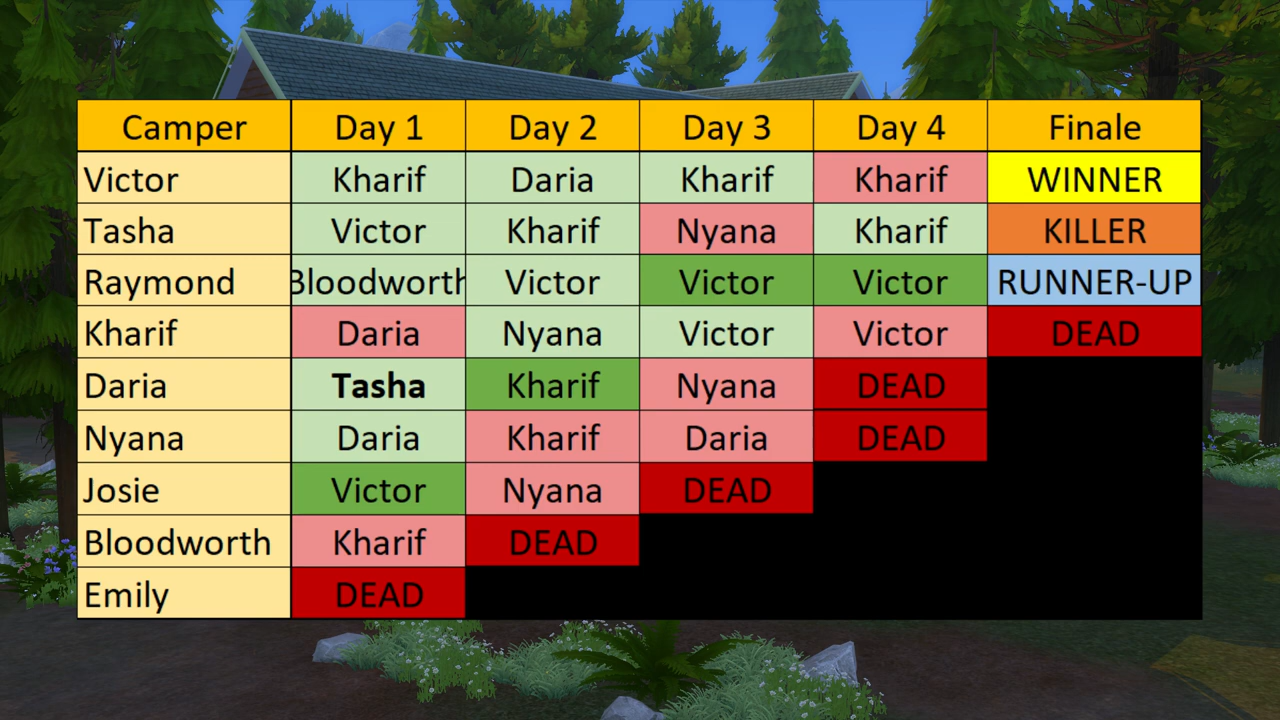 Camper Day 1 Day 2 Day 3 Day 4 Finale
Victor Kharif Daria Kharif Kharif WINNER
Tasha Victor Kharif Nyana Kharif KILLER
Raymond Bloodworth Victor Victor Victor RUNNER-UP
Kharif Daria Nyana Victor Victor DEAD
Daria Tasha Kharif Nyana DEAD
Nyana Daria Kharif Daria DEAD
Josie Victor Nyana DEAD
Bloodworth Kharif DEAD
Emily DEAD